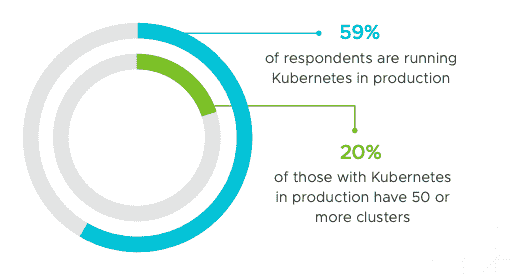 59%
of respondents are running
Kubernetes in production
20%
of those with Kubernetes
in production have 50 or
more clusters